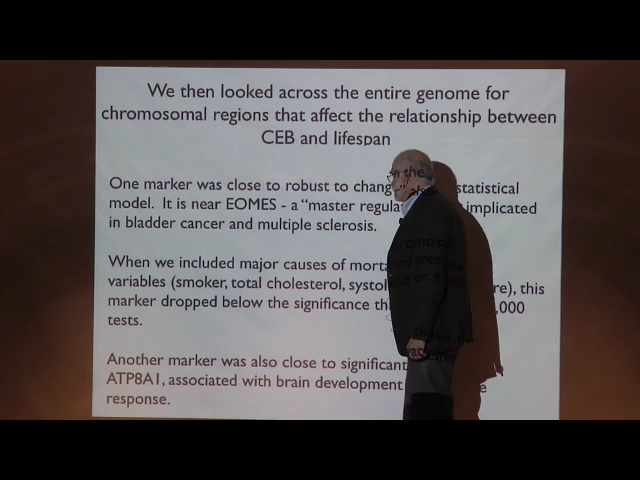 We then looked across the entire genome for
chromosomal regions that affect the relationship between
CEB and lifespan
One marker was close to robust to statistical
model. It is near EOMES - a "master implicated
in bladder cancer and multiple sclerosis.
When we included major causes of
variables (smoker, total cholesterol, this
marker dropped below the significance ,000
tests.
Another marker was also close to
ATP8A1, associated with brain development
response.